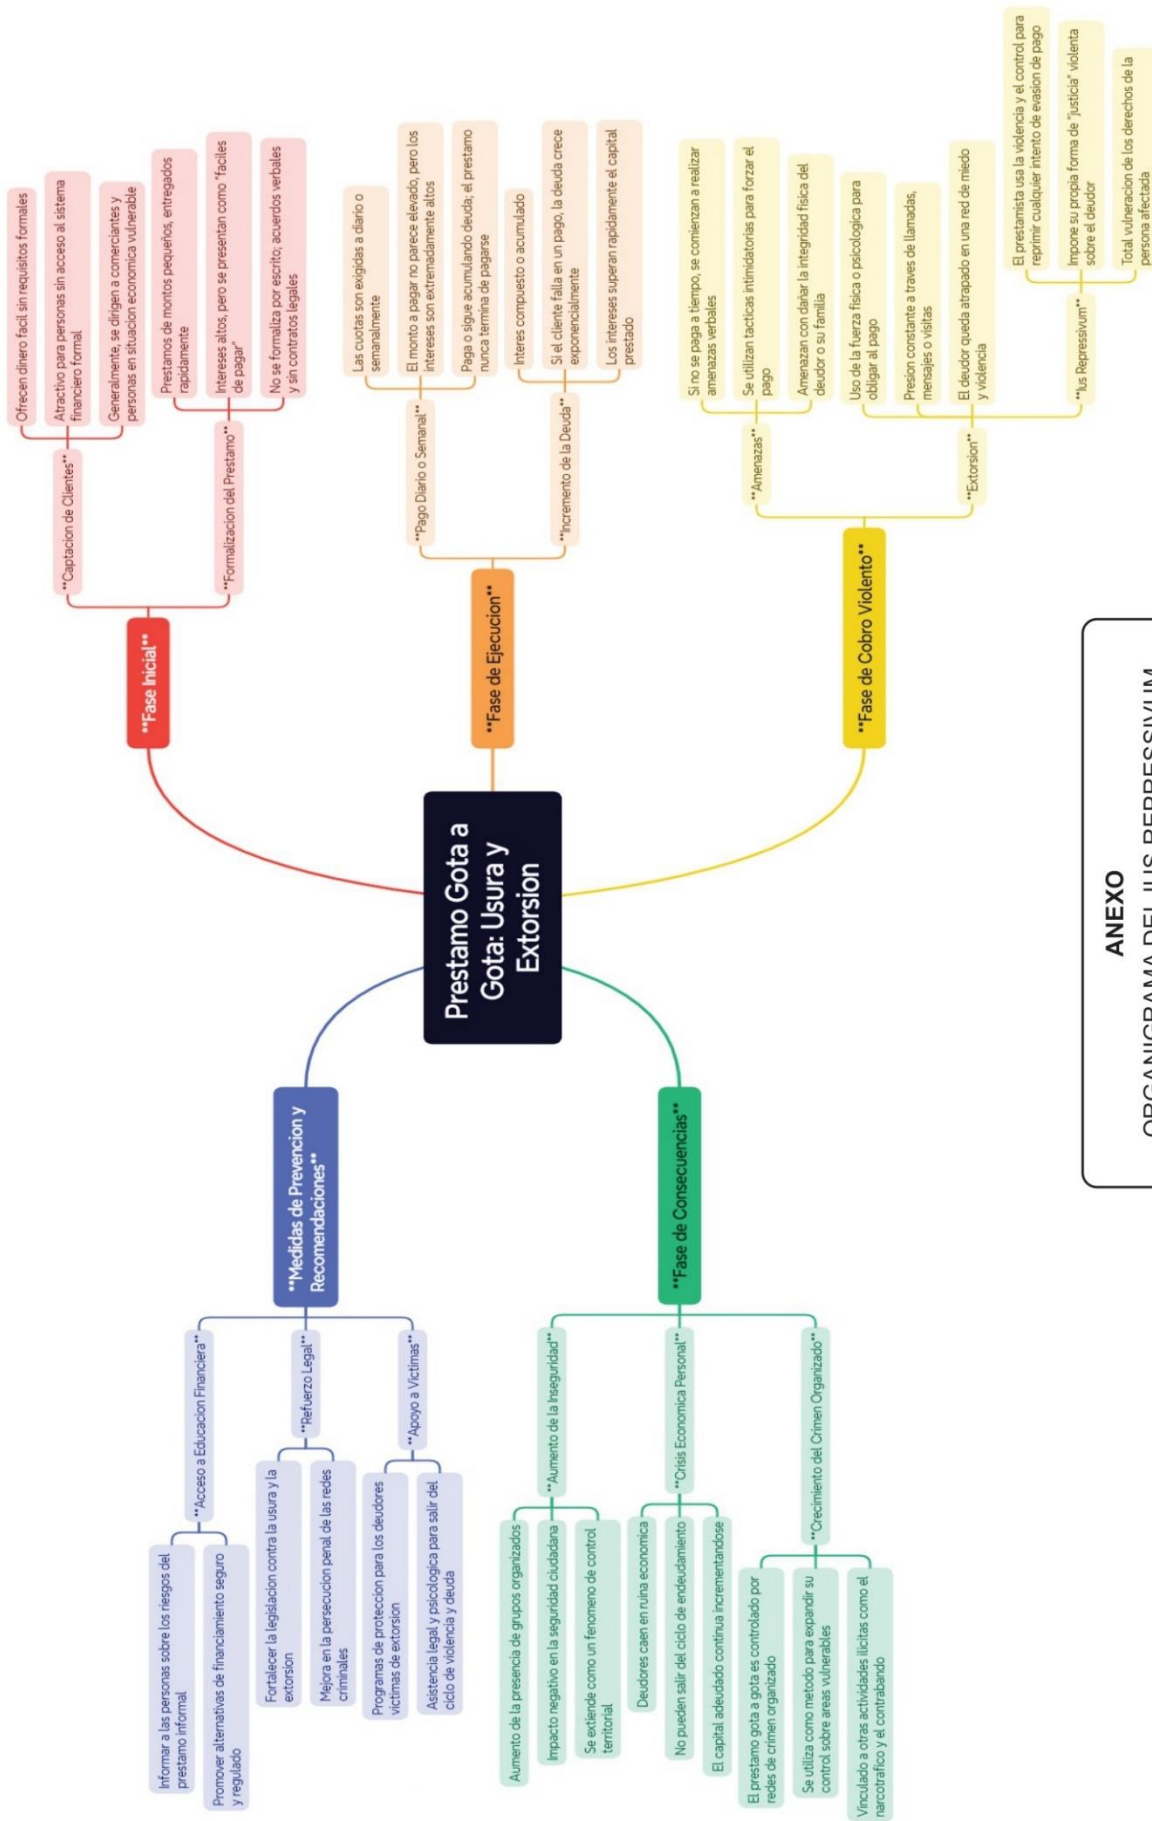 Prestamo Gota a
Gota: Usura y
Extorsion
**Fase Inicial**
**Captacion de Clientes**
Ofrecen dinero facil sin requisitos formales
Atractivo para personas sin acceso al sistema
financiero formal
Generalmente, se dirigen a comerciantes y
personas en situacion economica vulnerable
**Formalizacion del Prestamo**
Prestamos de montos pequeños, entregados
rapidamente
Intereses altos, pero se presentan como "faciles
de pagar"
No se formaliza por escrito; acuerdos verbales
y sin contratos legales
**Fase de Ejecucion**
**Pago Diario o Semanal**
Las cuotas son exigidas a diario o
semanalmente
El monto a pagar no parece elevado, pero los
intereses son extremadamente altos
Paga o sigue acumulando deuda; el prestamo
nunca termina de pagarse
**Incremento de la Deuda**
Interes compuesto o acumulado
Si el cliente falla en un pago, la deuda crece
exponencialmente
Los intereses superan rapidamente el capital
prestado
**Fase de Cobro Violento**
**Amenazas**
Si no se paga a tiempo, se comienzan a realizar
amenazas verbales
Se utilizan tacticas intimidatorias para forzar el
pago
Amenazan con dañar la integridad física del
deudor o su familia
**Extorsion**
Uso de la fuerza física o psicologica para
obligar al pago
Presion constante a traves de llamadas,
mensajes o visitas
El deudor queda atrapado en una red de miedo
y violencia
**Ius Repressivum**
El prestamista usa la violencia y el control para
reprimir cualquier intento de evasion de pago
Impone su propia forma de "justicia" violenta
sobre el deudor
Total vulneracion de los derechos de la
persona afectada
**Medidas de Prevencion y
Recomendaciones**
**Acceso a Educacion Financiera**
Informar a las personas sobre los riesgos del
prestamo informal
Promover alternativas de financiamiento seguro
y regulado
**Refuerzo Legal**
Fortalecer la legislacion contra la usura y la
extorsion
Mejora en la persecucion penal de las redes
criminales
**Apoyo a Victimas**
Programas de proteccion para los deudores
victimas de extorsion
Asistencia legal y psicologica para salir del
ciclo de violencia y deuda
**Fase de Consecuencias**
**Aumento de la Inseguridad**
Aumento de la presencia de grupos organizados
Impacto negativo en la seguridad ciudadana
Se extiende como un fenomeno de control
territorial
**Crisis Economica Personal**
Deudores caen en ruina economica
No pueden salir del ciclo de endeudamiento
El capital adeudado continua incrementandose
**Crecimiento del Crimen Organizado**
El prestamo gota a gota es controlado por
redes de crimen organizado
Se utiliza como metodo para expandir su
control sobre areas vulnerables
Vinculado a otras actividades ilicitas como el
narcotrafico y el contrabando
ANEXO
ORGANIGRAMA DEL IUS REPRESSIVUM